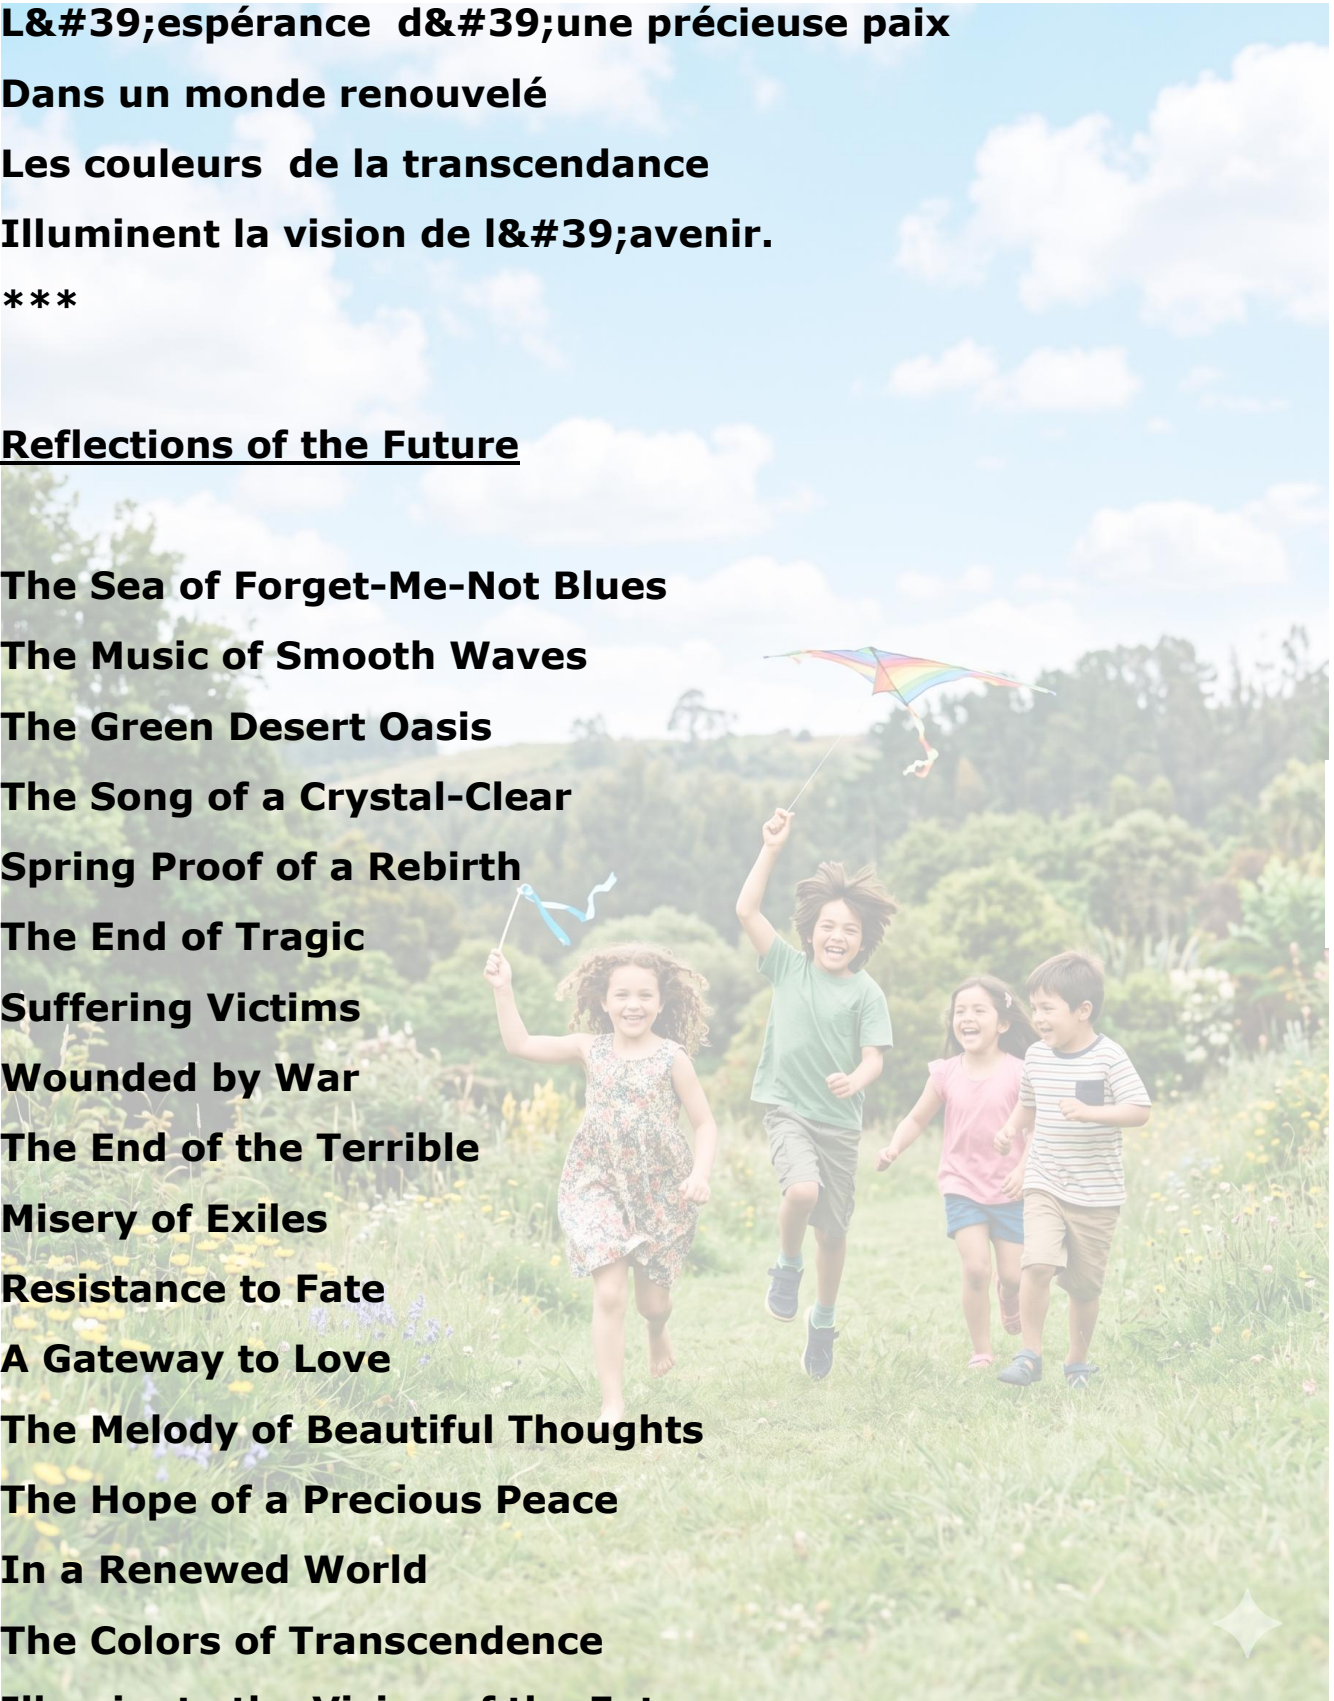 L&#39;espérance  d&#39;une précieuse paix
Dans un monde renouvelé
Les couleurs  de la transcendance
Illuminent la vision de l&#39;avenir.
***
Reflections of the Future
The Sea of Forget-Me-Not Blues
The Music of Smooth Waves
The Green Desert Oasis
The Song of a Crystal-Clear
Spring Proof of a Rebirth
The End of Tragic
Suffering Victims
Wounded by War
The End of the Terrible
Misery of Exiles
Resistance to Fate
A Gateway to Love
The Melody of Beautiful Thoughts
The Hope of a Precious Peace
In a Renewed World
The Colors of Transcendence